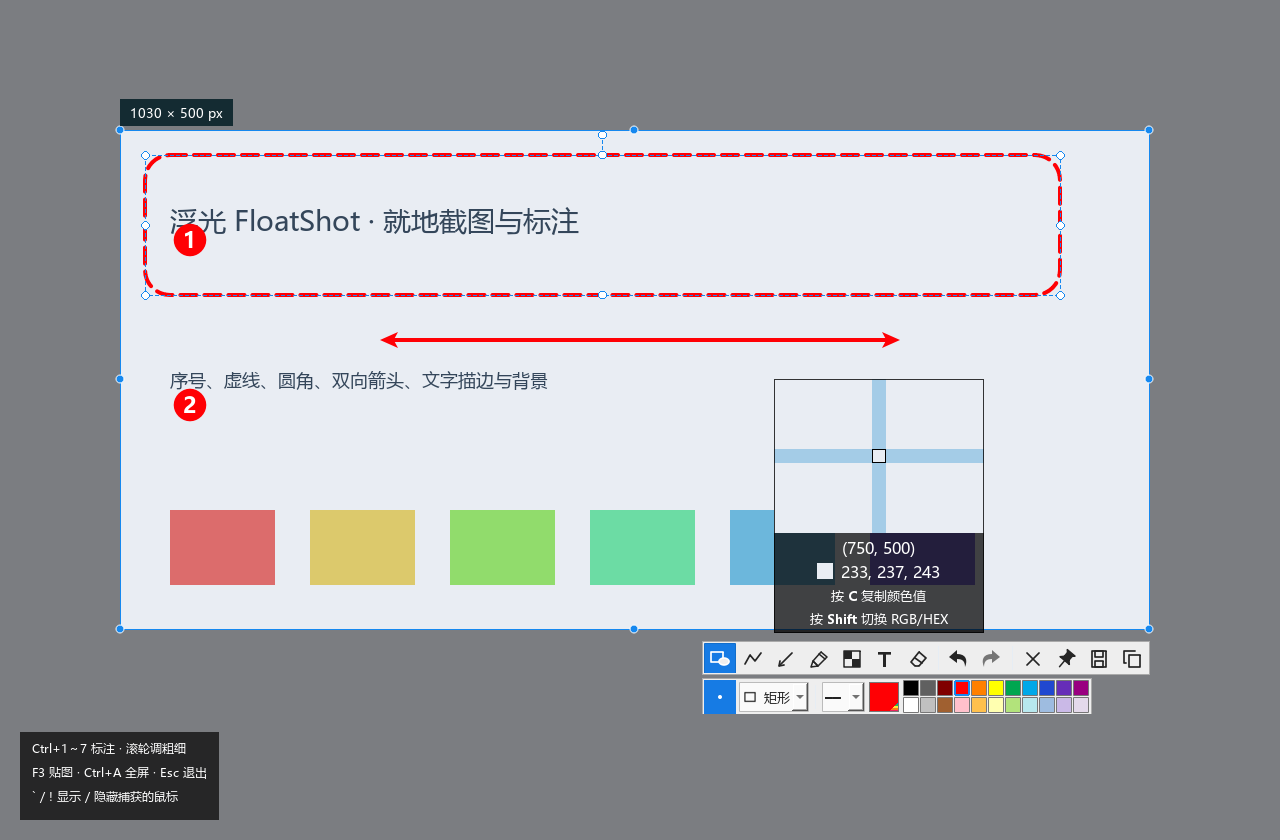 1030 × 500 px
浮光 FloatShot · 就地截图与标注
1
序号、虚线、圆角、双向箭头、文字描边与背景
2
(750, 500)
233, 237, 243
按 C 复制颜色值
按 Shift 切换 RGB/HEX
T
矩形
Ctrl+1~7 标注 · 滚轮调粗细
F3 贴图 · Ctrl+A 全屏 · Esc 退出
` / ! 显示 / 隐藏捕获的鼠标